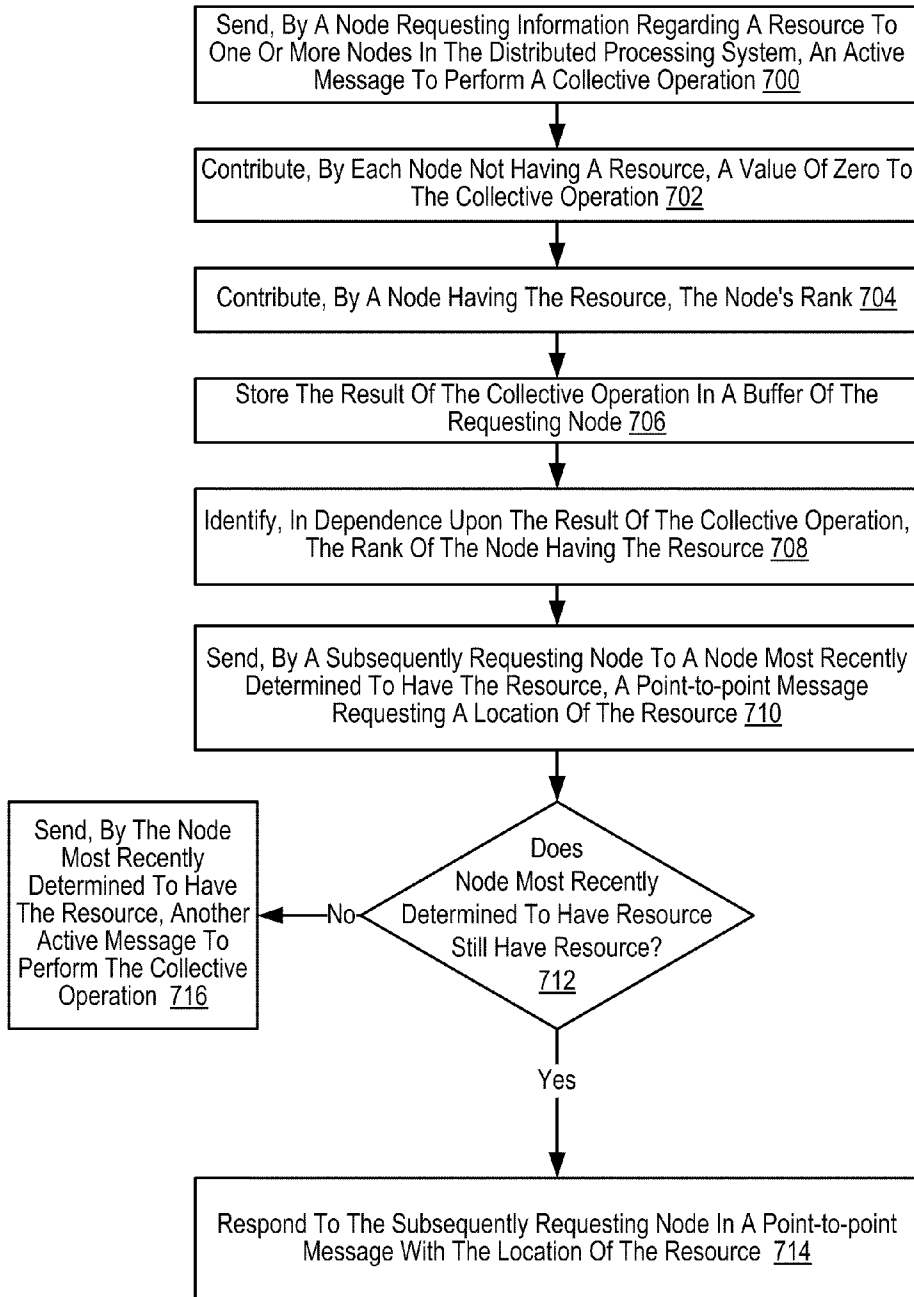 Send, By A Node Requesting Information Regarding A Resource To
One Or More Nodes In The Distributed Processing System, An Active
Message To Perform A Collective Operation 700
Contribute, By Each Node Not Having A Resource, A Value Of Zero To
The Collective Operation 702
Contribute, By A Node Having The Resource, The Node's Rank 704
Store The Result Of The Collective Operation In A Buffer Of The
Requesting Node 706
Identify, In Dependence Upon The Result Of The Collective Operation,
The Rank Of The Node Having The Resource 708
Send, By A Subsequently Requesting Node To A Node Most Recently
Determined To Have The Resource, A Point-to-point Message
Requesting A Location Of The Resource 710
Does
Node Most Recently
Determined To Have Resource
Still Have Resource?
712
No
Send, By The Node
Most Recently
Determined To Have
The Resource, Another
Active Message To
Perform The Collective
Operation 716
Yes
Respond To The Subsequently Requesting Node In A Point-to-point
Message With The Location Of The Resource 714